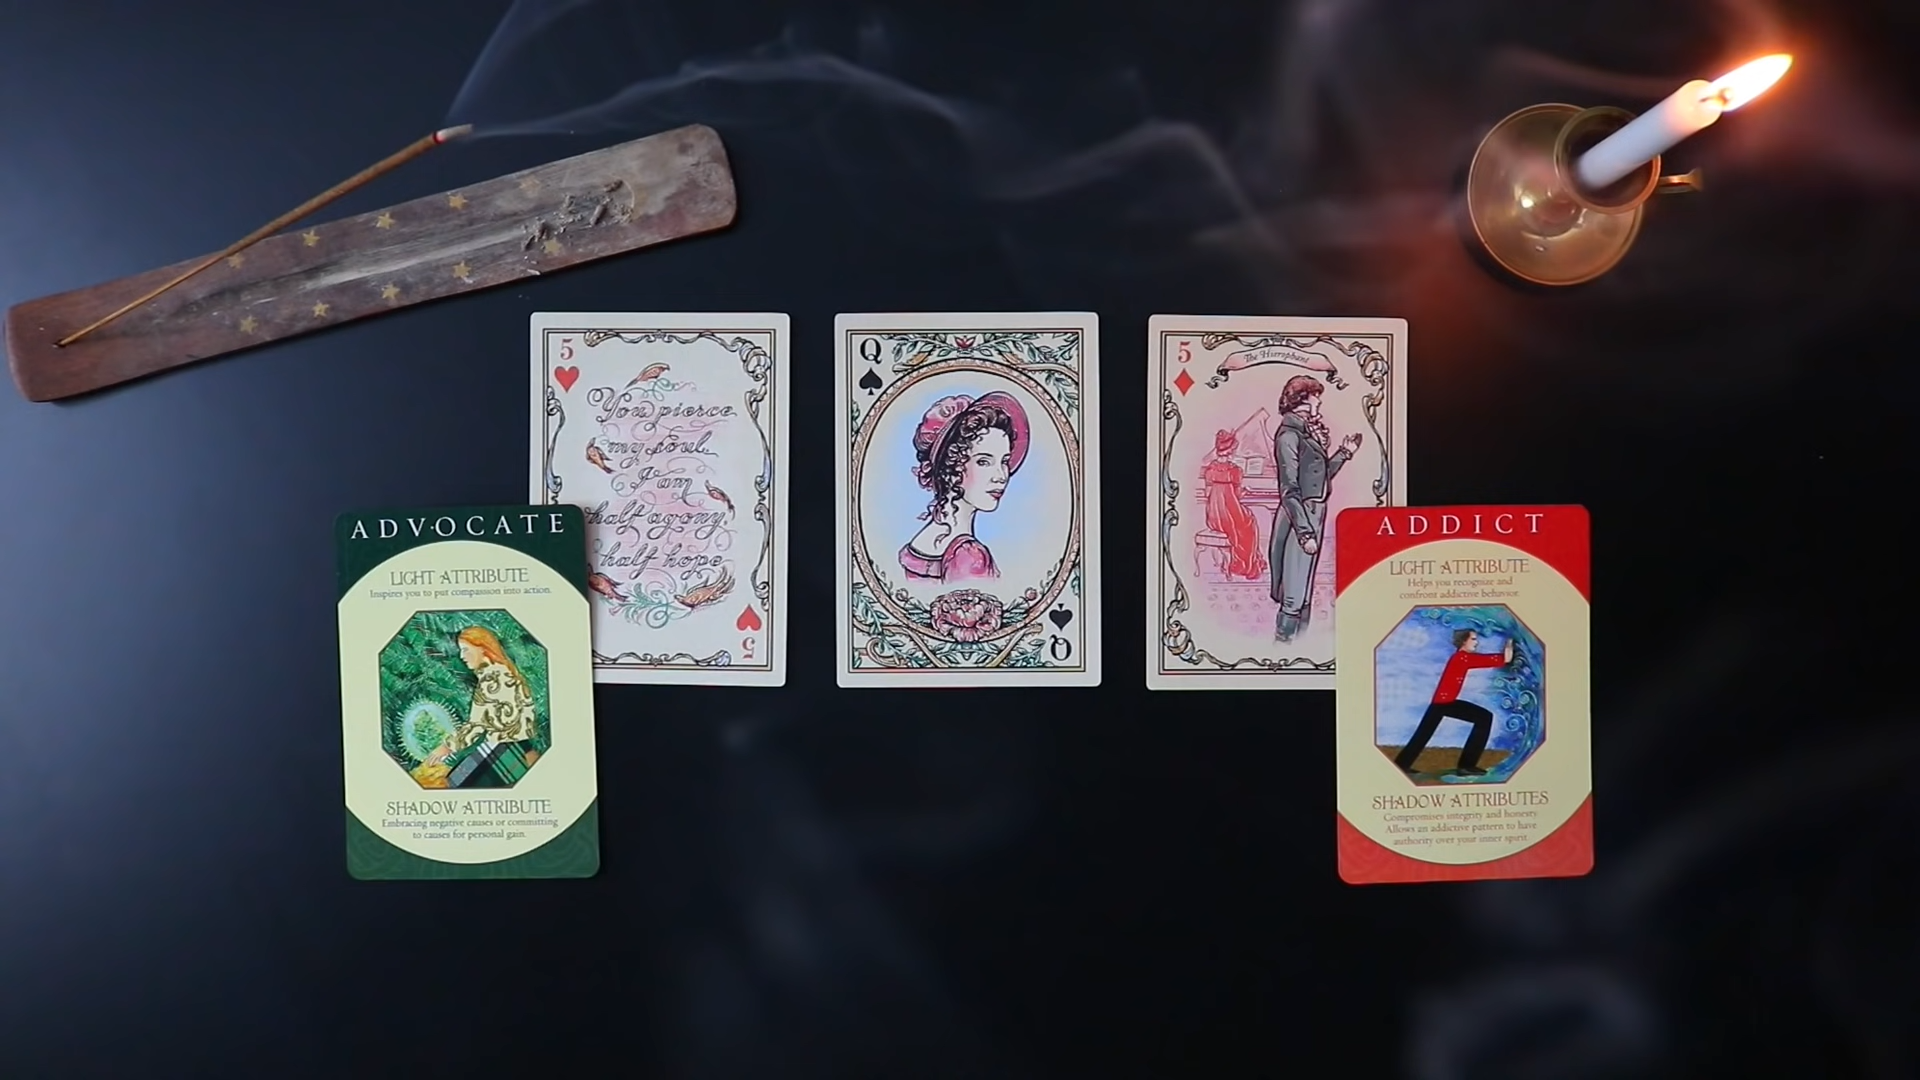 5
You pierce
my soul.
I am
half agony,
half hope
5
Q
Q
5
The Hierophant
ADVOCATE
LIGHT ATTRIBUTE
Inspires you to put compassion into action.
SHADOW ATTRIBUTE
Embracing negative causes or committing
to causes for personal gain.
ADDICT
LIGHT ATTRIBUTE
Helps you recognize and
confront addictive behavior.
SHADOW ATTRIBUTES
Compromises integrity and honesty.
Allows an addictive pattern to have
authority over your inner spirit.